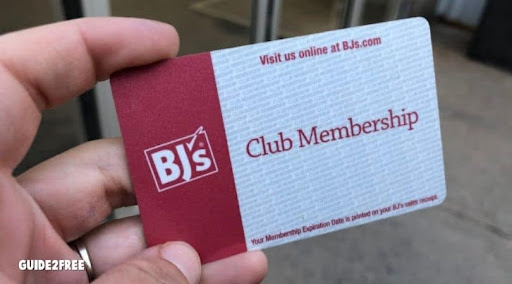 Visit us online at BJs.com
BJ's
Club Membership
Your Membership Expiration Date is printed on your BJ's sales receipt.
GUIDE2FREE